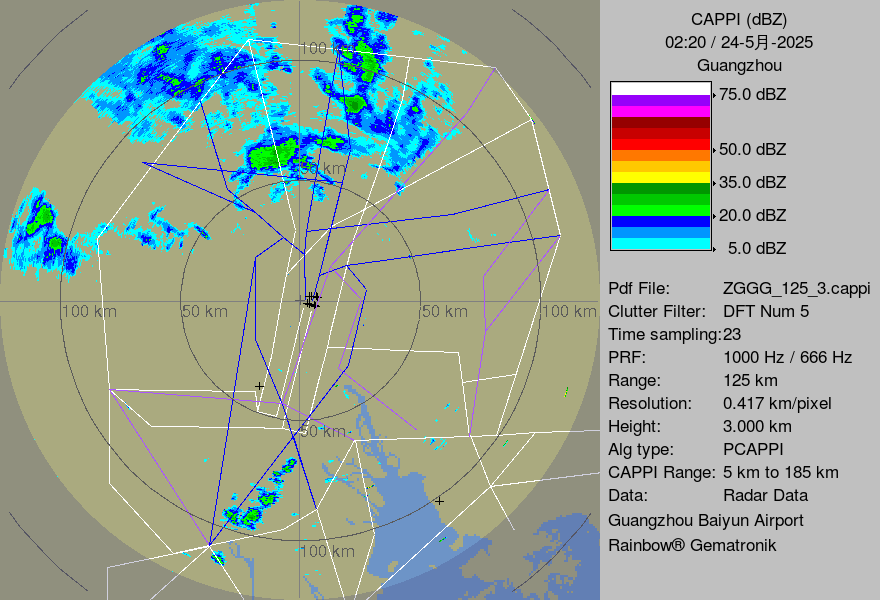 CAPPI (dBZ)
02:20 / 24-5月-2025
Guangzhou
75.0 dBZ
50.0 dBZ
35.0 dBZ
20.0 dBZ
5.0 dBZ
Pdf File: ZGGG_125_3.cappi
Clutter Filter: DFT Num 5
Time sampling:23
PRF: 1000 Hz / 666 Hz
Range: 125 km
Resolution: 0.417 km/pixel
Height: 3.000 km
Alg type: PCAPPI
CAPPI Range: 5 km to 185 km
Data: Radar Data
Guangzhou Baiyun Airport
Rainbow® Gematronik
100 km
50 km
100 km
50 km
50 km
100 km
50 km
100 km